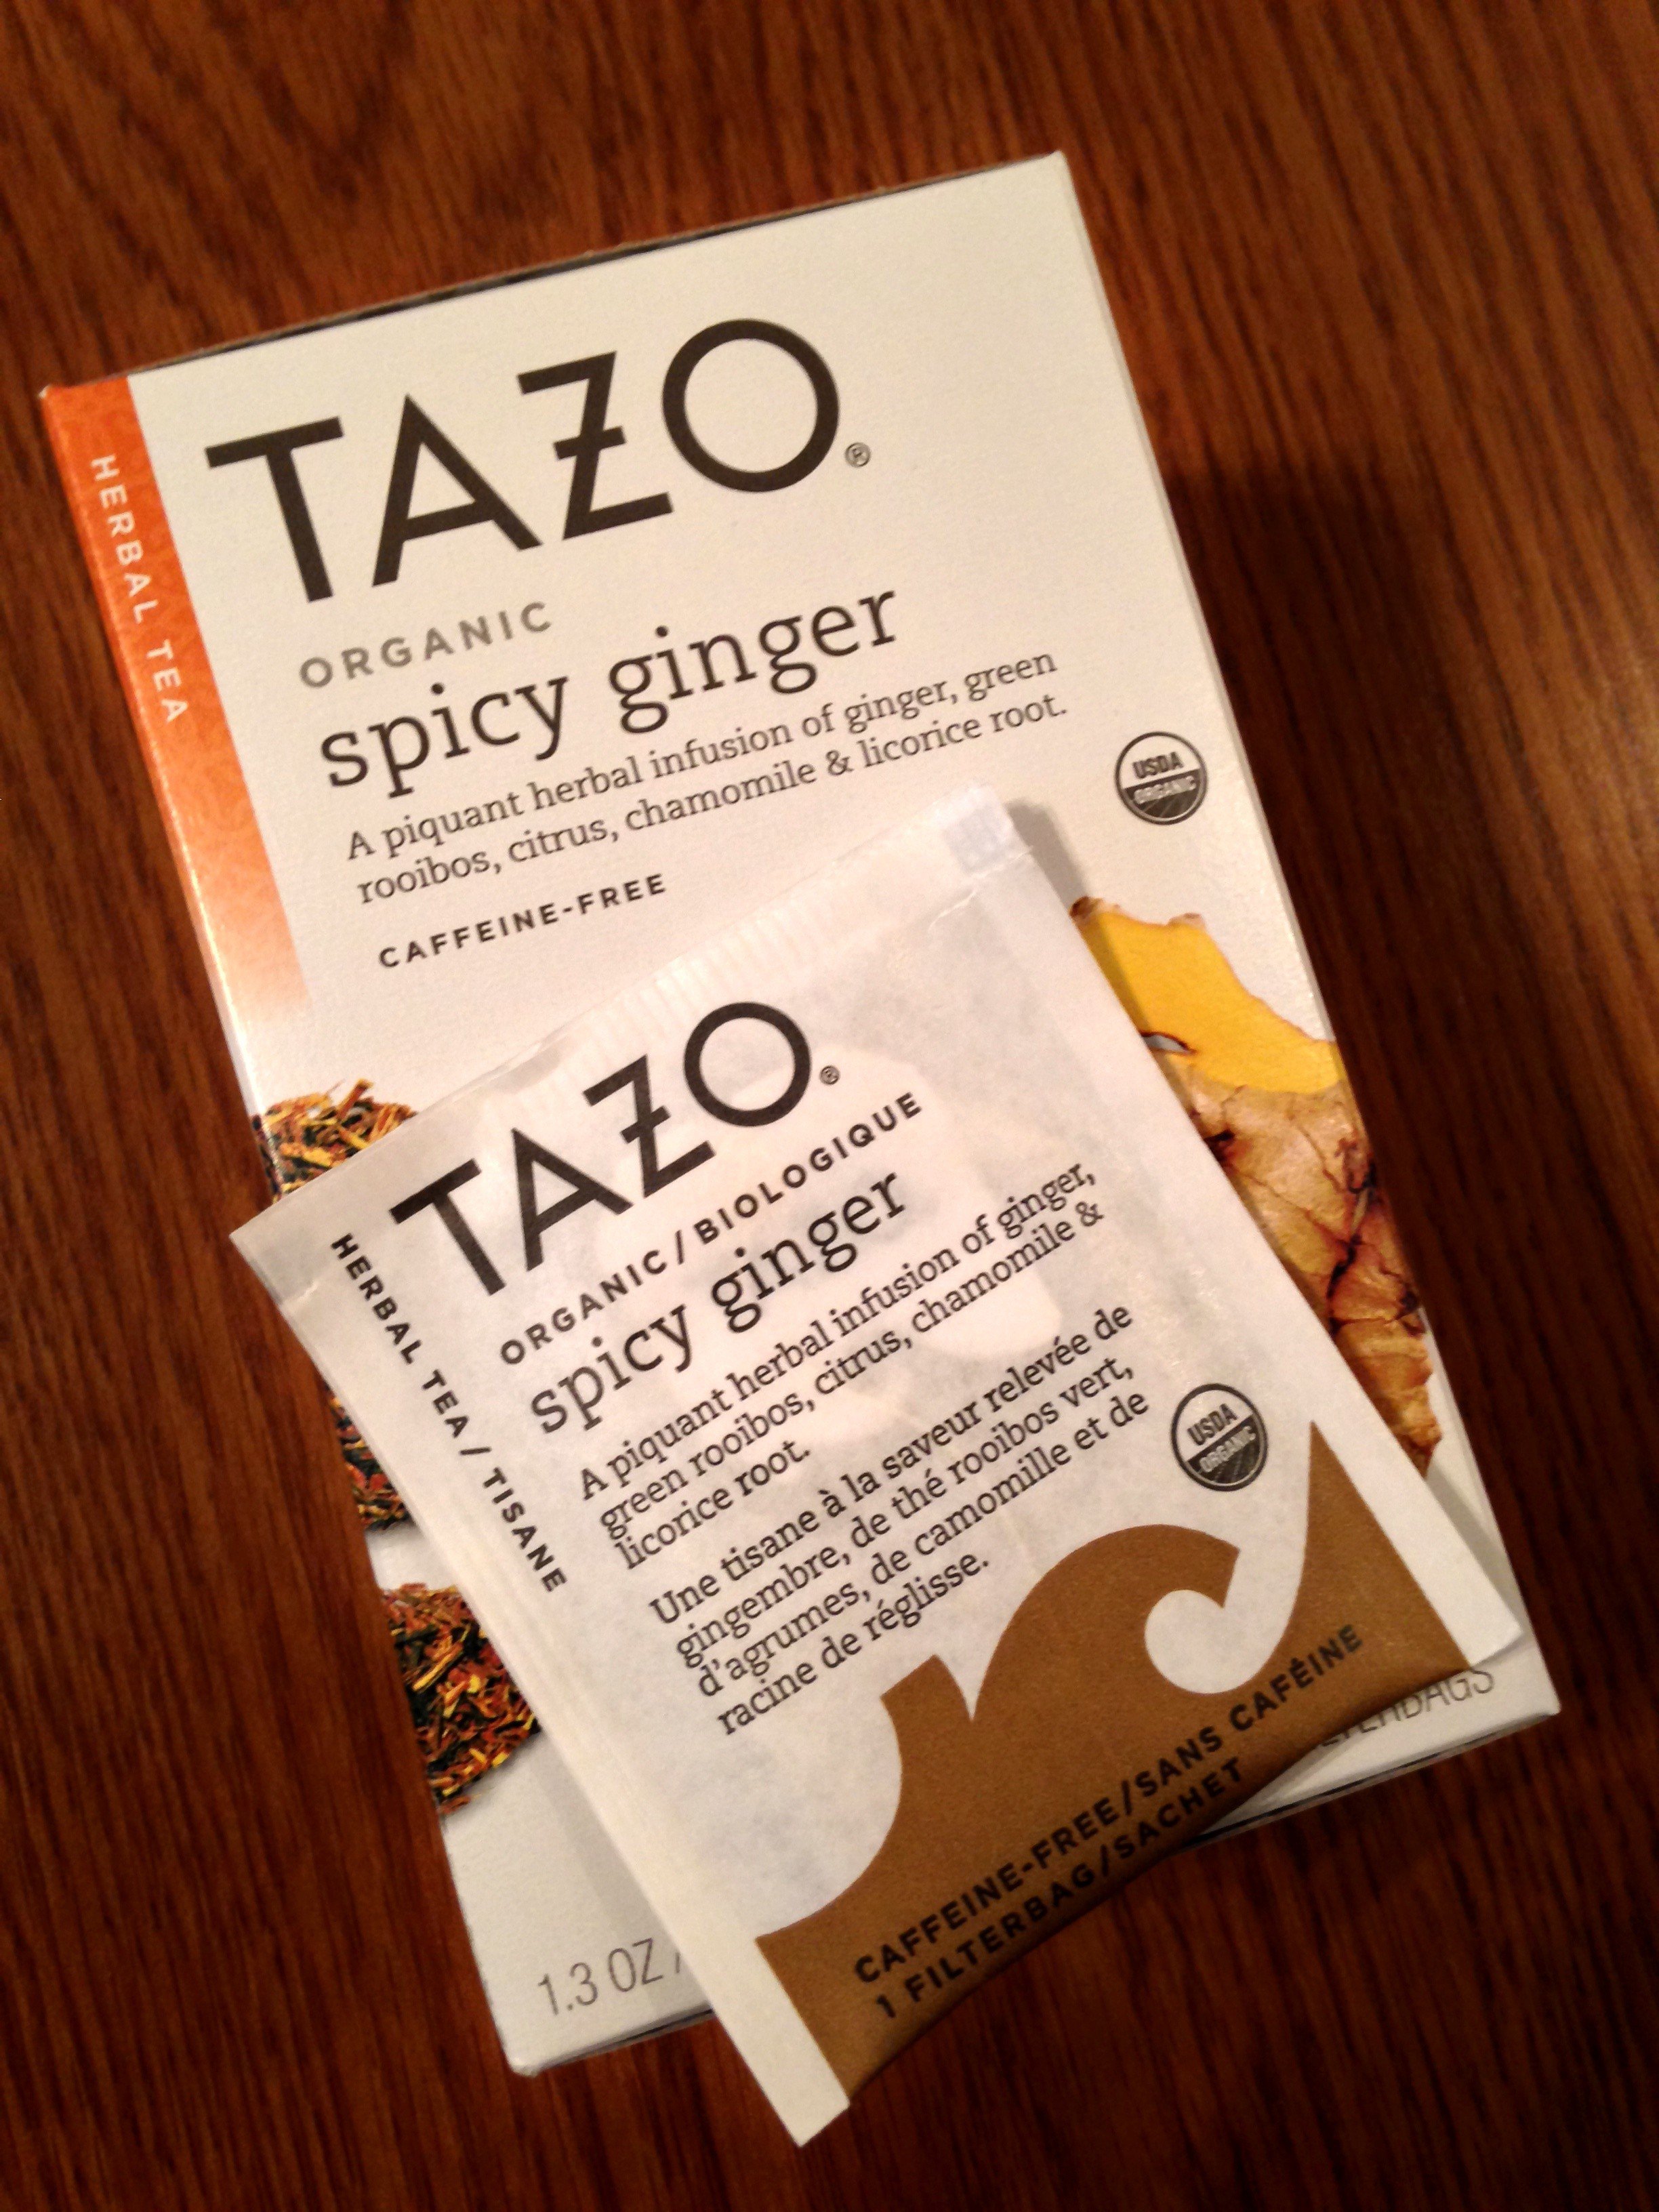 HERBAL TEA
TAZO®
ORGANIC
spicy ginger
A piquant herbal infusion of ginger, green
rooibos, citrus, chamomile & licorice root.
CAFFEINE-FREE
USDA
ORGANIC
1.3 OZ /
HERBAL TEA / TISANE
TAZO®
ORGANIC/BIOLOGIQUE
spicy ginger
A piquant herbal infusion of ginger,
green rooibos, citrus, chamomile &
licorice root.
Une tisane à la saveur relevée de
gingembre, de thé rooibos vert,
d'agrumes, de camomille et de
racine de réglisse.
USDA
ORGANIC
CAFFEINE-FREE/SANS CAFÉINE
1 FILTERBAG/SACHET